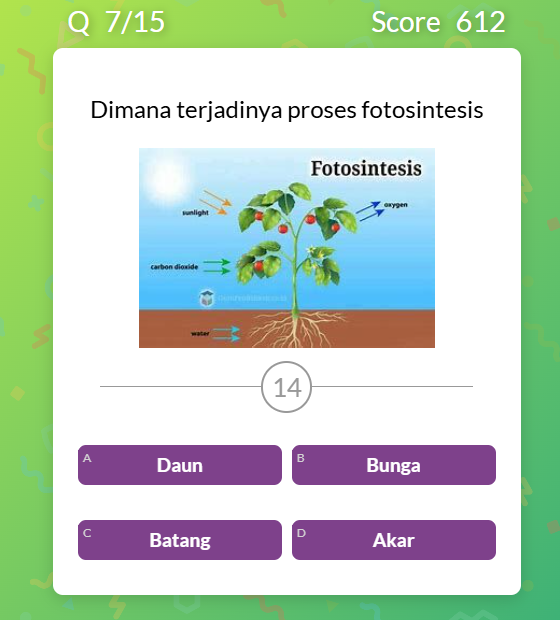 Q 7/15 Score 612
Dimana terjadinya proses fotosintesis
Fotosintesis
sunlight
oxygen
carbon dioxide
water
14
A Daun
B Bunga
C Batang
D Akar